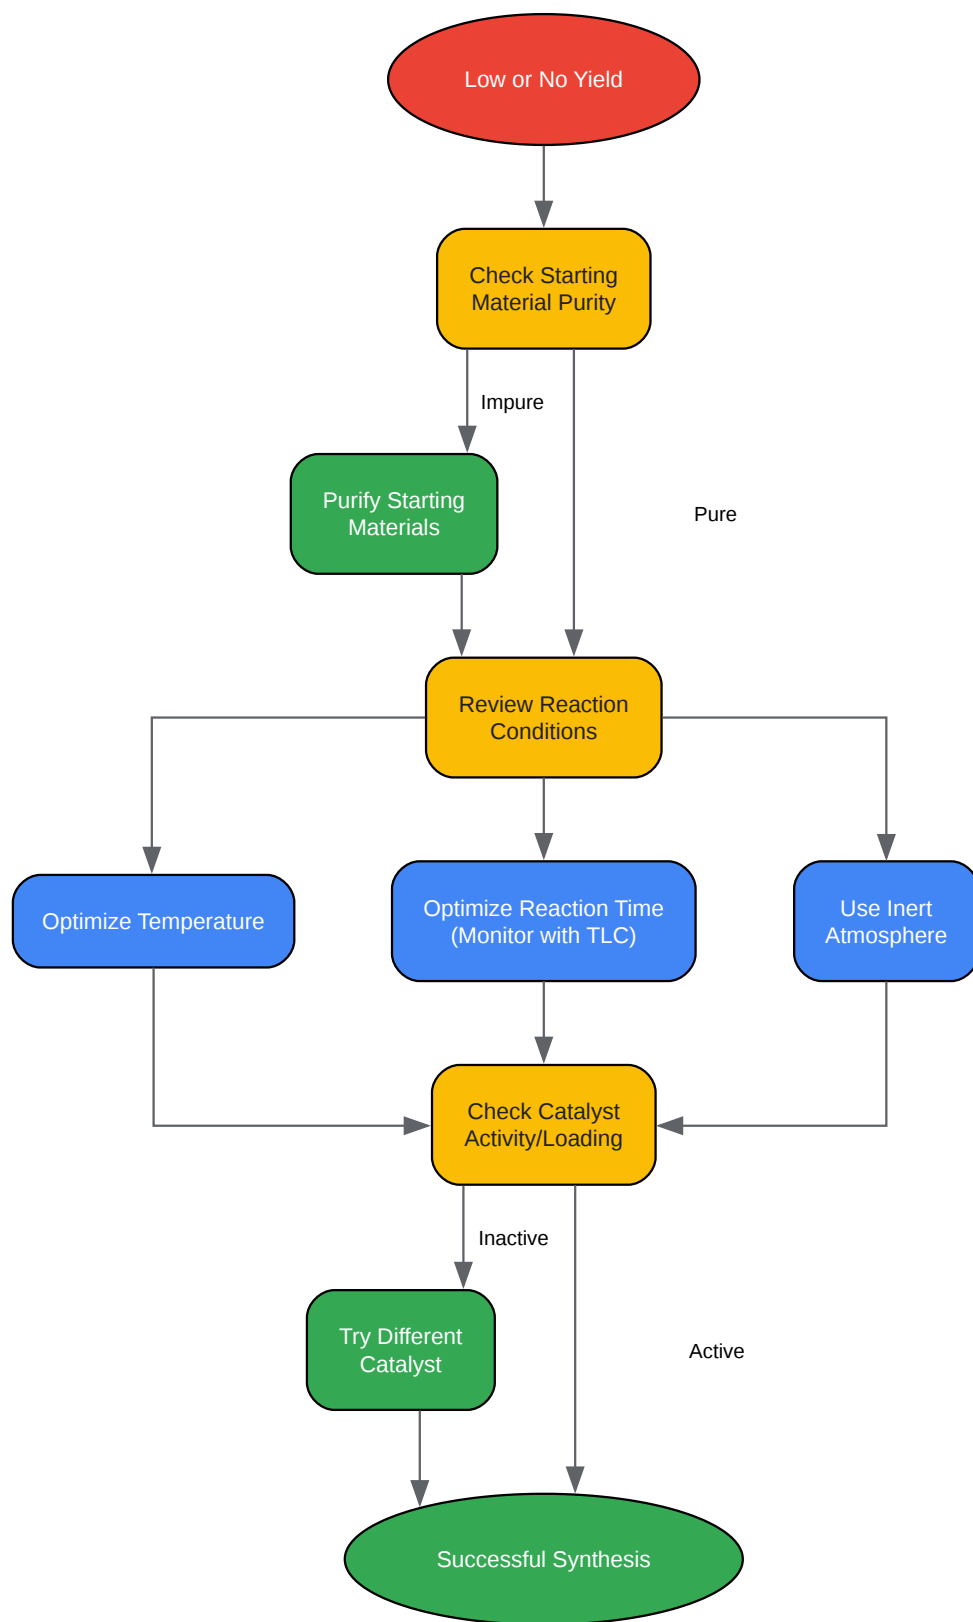 Low or No Yield
Check Starting
Material Purity
Impure
Purify Starting
Materials
Pure
Review Reaction
Conditions
Optimize Temperature
Optimize Reaction Time
(Monitor with TLC)
Use Inert
Atmosphere
Check Catalyst
Activity/Loading
Inactive
Try Different
Catalyst
Active
Successful Synthesis